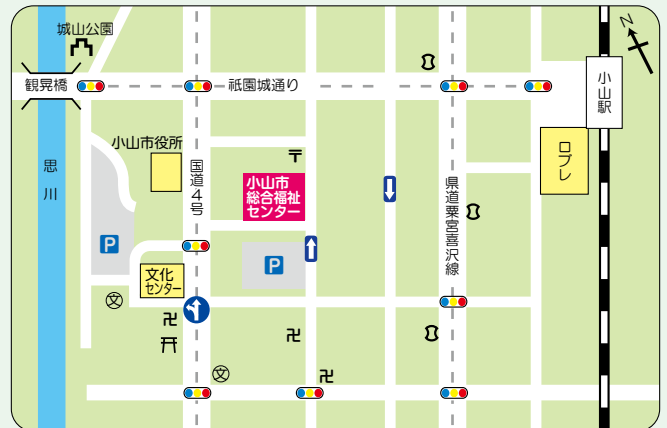 城山公園
N
観晃橋
祇園城通り
小山駅
ロブレ
小山市役所
思川
国道4号
小山市
総合福祉
センター
県道粟宮喜沢線
P
P
文化
センター
文
文